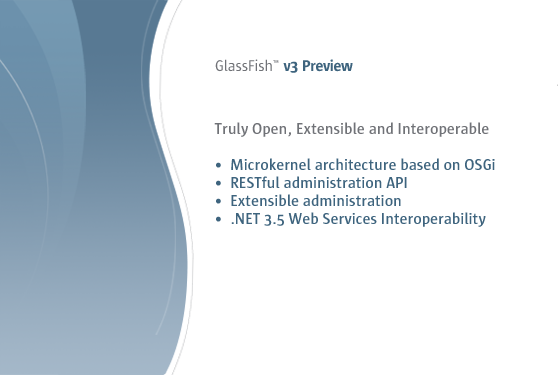 GlassFish™ v3 Preview
Truly Open, Extensible and Interoperable
• Microkernel architecture based on OSGi
• RESTful administration API
• Extensible administration
• .NET 3.5 Web Services Interoperability